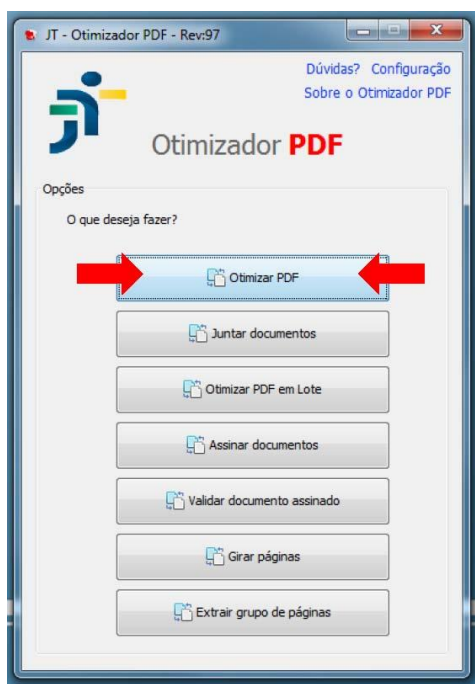 JT - Otimizador PDF - Rev:97
Dúvidas? Configuração
Sobre o Otimizador PDF
Otimizador PDF
Opções
O que deseja fazer?
Otimizar PDF
Juntar documentos
Otimizar PDF em Lote
Assinar documentos
Validar documento assinado
Girar páginas
Extrair grupo de páginas